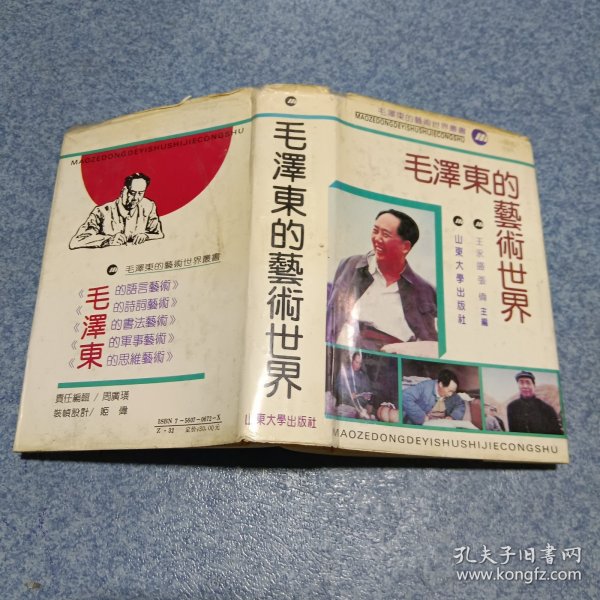 MAOZEDONGDEYISHUSHIJIECONGSHU
毛澤東的藝術世界叢書
毛澤東
《 的語言藝術》
《 的詩詞藝術》
《 的書法藝術》
《 的軍事藝術》
《 的思維藝術》
責任編輯 / 周廣璜
裝幀設計 / 姬 偉
ISBN 7-5607-0672-X
Z·32
毛澤東的藝術世界
山東大學出版社
毛澤東的藝術世界叢書
MAOZEDONGDEYISHUSHIJIECONGSHU
毛澤東的藝術世界
主編
山東大學出版社
MAOZEDONGDEYISHUSHIJIECONGSHU
孔夫子旧书网
www.kongfz.com